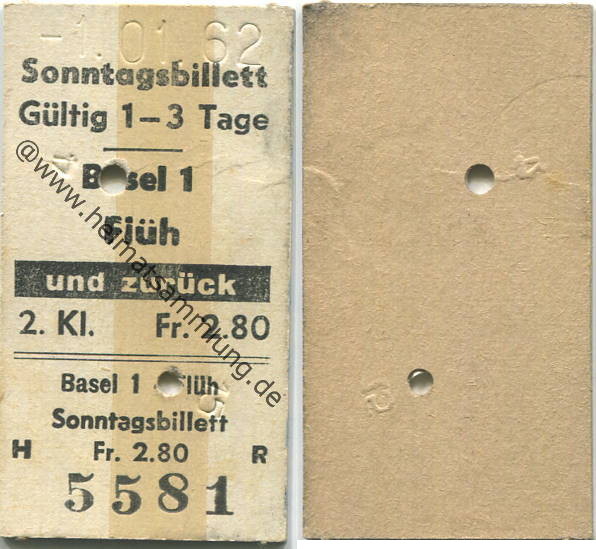 -1.01 62
Sonntagsbillett
Gültig 1-3 Tage
Basel 1
Flüh
und zurück
2. Kl. Fr. 2.80
Basel 1 - Flüh
Sonntagsbillett
H Fr. 2.80 R
5581
@www.heimatsammlung.de